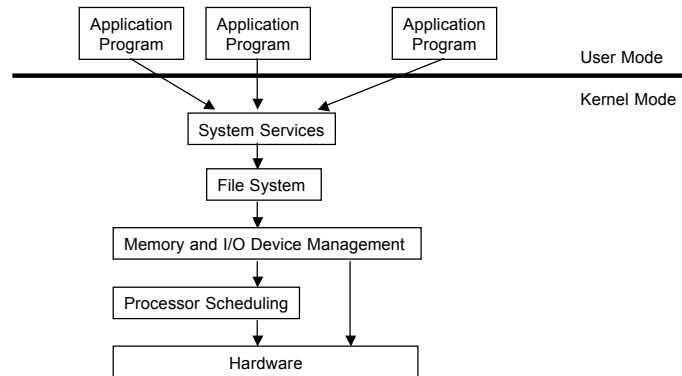 Application
Program
Application
Program
Application
Program
User Mode
Kernel Mode
System Services
File System
Memory and I/O Device Management
Processor Scheduling
Hardware